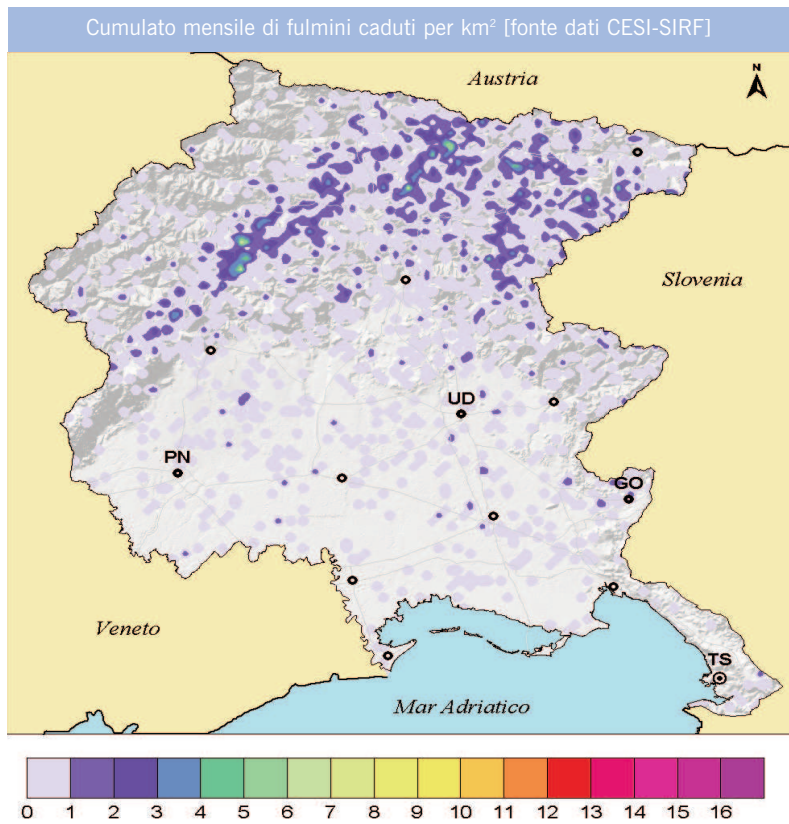 Cumulato mensile di fulmini caduti per km² [fonte dati CESI-SIRF]
Austria
N
Slovenia
UD
PN
GO
Veneto
TS
Mar Adriatico
0 1 2 3 4 5 6 7 8 9 10 11 12 13 14 15 16